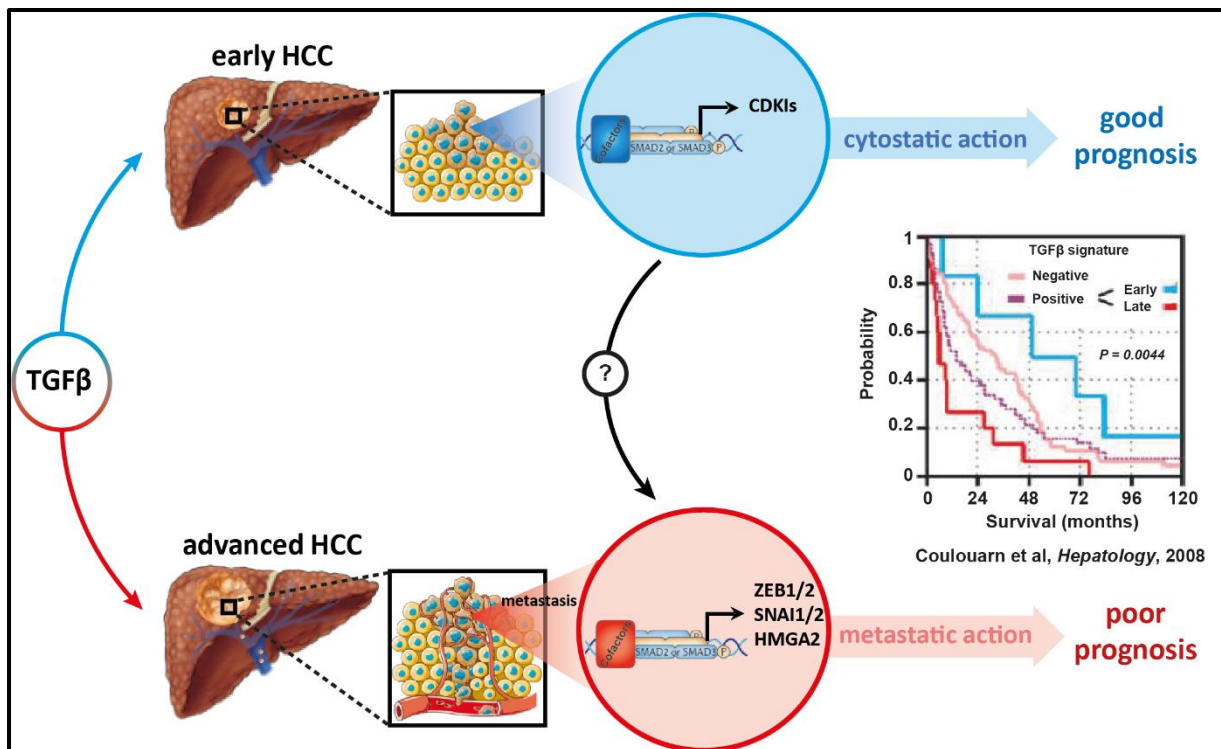 early HCC
CDKIs
Cofactors
P
SMAD2 or SMAD3
P
cytostatic action
good
prognosis
TGFβ
?
1
0.8
0.6
0.4
0.2
0
Probability
TGFβ signature
Negative
Positive
<
Early
Late
P = 0.0044
0 24 48 72 96 120
Survival (months)
Coulouarn et al, Hepatology, 2008
advanced HCC
metastasis
ZEB1/2
SNAI1/2
HMGA2
Cofactors
P
SMAD2 or SMAD3
P
metastatic action
poor
prognosis